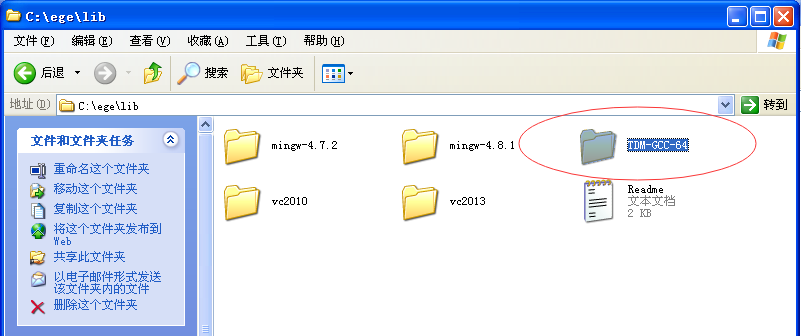 C:\ege\lib
文件(F) 编辑(E) 查看(V) 收藏(A) 工具(T) 帮助(H)
后退 搜索 文件夹
地址(D) C:\ege\lib 转到
文件和文件夹任务
重命名这个文件夹
移动这个文件夹
复制这个文件夹
将这个文件夹发布到
Web
共享此文件夹
以电子邮件形式发送
该文件夹内的文件
删除这个文件夹
mingw-4.7.2 mingw-4.8.1 TDM-GCC-64
vc2010 vc2013 Readme
文本文档
2 KB